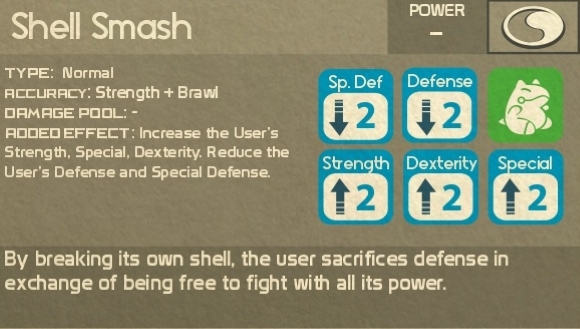 Shell Smash
POWER
–
TYPE: Normal
ACCURACY: Strength + Brawl
DAMAGE POOL: -
ADDED EFFECT: Increase the User's
Strength, Special, Dexterity. Reduce the
User's Defense and Special Defense.
Sp. Def
2
Defense
2
Strength
2
Dexterity
2
Special
2
By breaking its own shell, the user sacrifices defense in
exchange of being free to fight with all its power.